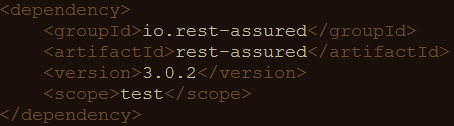 <dependency>
    <groupId>io.rest-assured</groupId>
    <artifactId>rest-assured</artifactId>
    <version>3.0.2</version>
    <scope>test</scope>
</dependency>